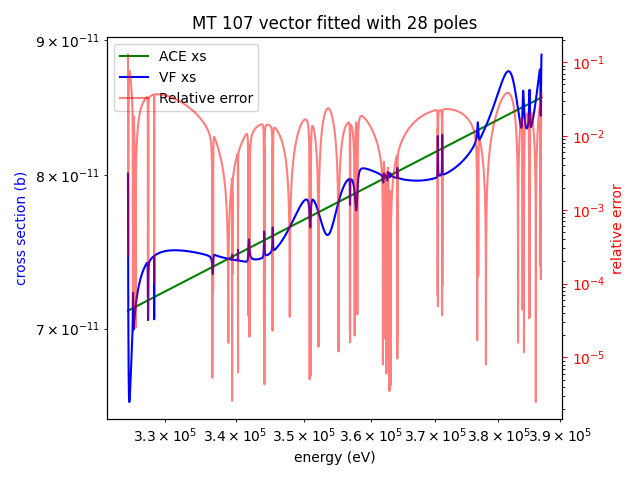 MT 107 vector fitted with 28 poles
9 × 10⁻¹¹
8 × 10⁻¹¹
7 × 10⁻¹¹
cross section (b)
ACE xs
VF xs
Relative error
10⁻¹
10⁻²
10⁻³
10⁻⁴
10⁻⁵
relative error
3.3 × 10⁵ 3.4 × 10⁵ 3.5 × 10⁵ 3.6 × 10⁵ 3.7 × 10⁵ 3.8 × 10⁵ 3.9 × 10⁵
energy (eV)